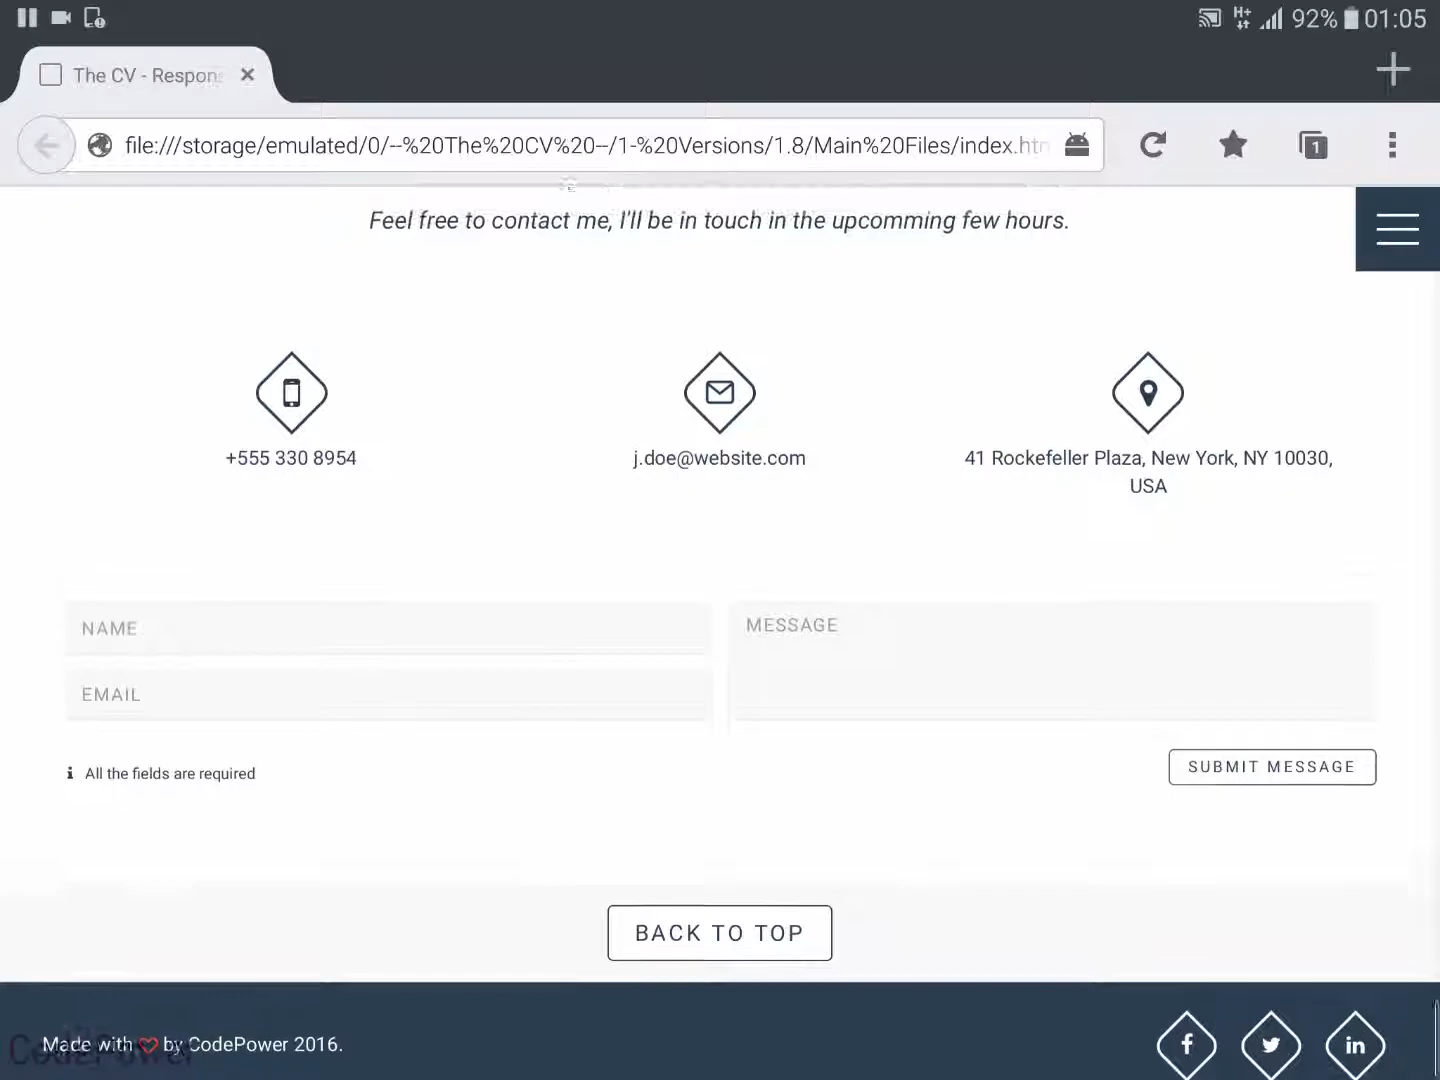 92% 01:05
The CV - Respons
file:///storage/emulated/0/--%20The%20CV%20--/1-%20Versions/1.8/Main%20Files/index.htm
1
Feel free to contact me, I'll be in touch in the upcomming few hours.
+555 330 8954
j.doe@website.com
41 Rockefeller Plaza, New York, NY 10030,
USA
NAME
MESSAGE
EMAIL
All the fields are required
SUBMIT MESSAGE
BACK TO TOP
Made with by CodePower 2016.
CodePower